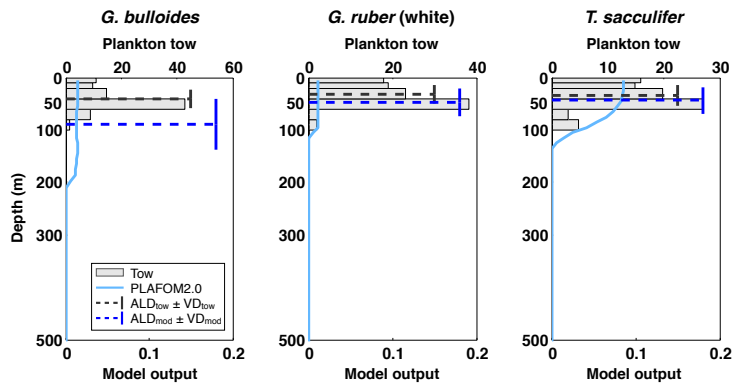 G. bulloides
G. ruber (white)
T. sacculifer
Plankton tow
Plankton tow
Plankton tow
0 20 40 60
0 10 20 30 40
0 10 20 30
0
50
100
200
300
500
0
50
100
200
300
500
0
50
100
200
300
500
Depth (m)
Tow
PLAFOM2.0
ALDtow ± VDtow
ALDmod ± VDmod
0 0.1 0.2
0 0.1 0.2
0 0.1 0.2
Model output
Model output
Model output